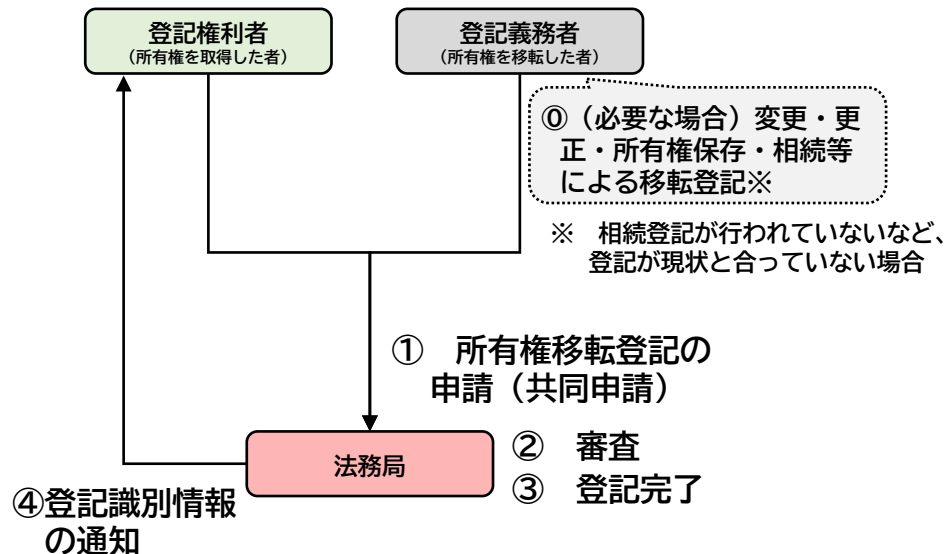 登記権利者
（所有権を取得した者）
登記義務者
（所有権を移転した者）
⓪（必要な場合）変更・更
正・所有権保存・相続等
による移転登記※
※　相続登記が行われていないなど、
登記が現状と合っていない場合
①　所有権移転登記の
申請（共同申請）
法務局
②　審査
③　登記完了
④登記識別情報
の通知